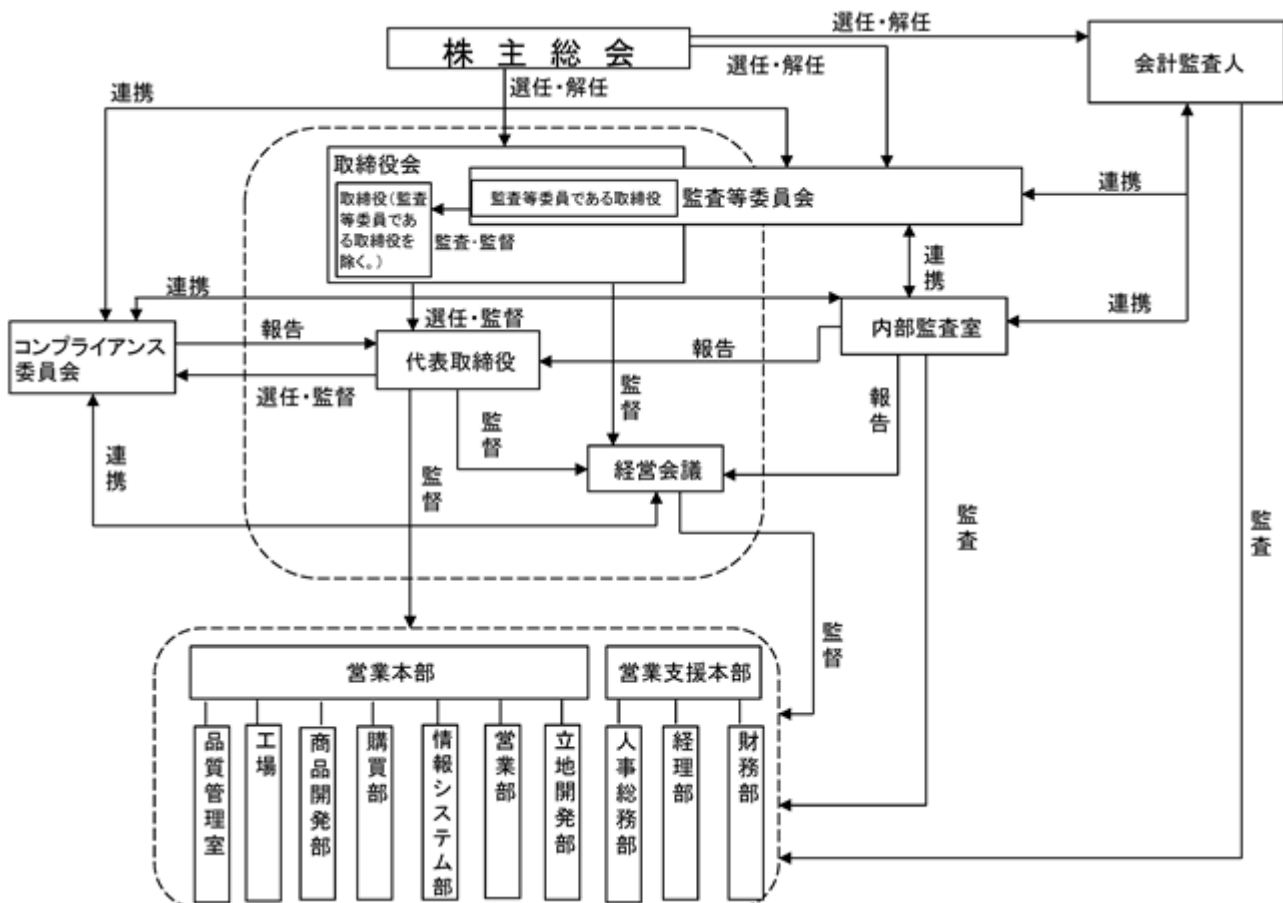 選任・解任
株主総会
会計監査人
選任・解任
選任・解任
連携
取締役会
取締役(監査
等委員であ
る取締役を
除く。)
監査等委員である取締役
監査等委員会
連携
監査・監督
連携
連携
連携
選任・監督
内部監査室
コンプライアンス
委員会
報告
代表取締役
報告
選任・監督
監督
報告
監督
連携
監督
経営会議
監査
監査
監督
営業本部
営業支援本部
品質管理室
工場
商品開発部
購買部
情報システム部
営業部
立地開発部
人事総務部
経理部
財務部